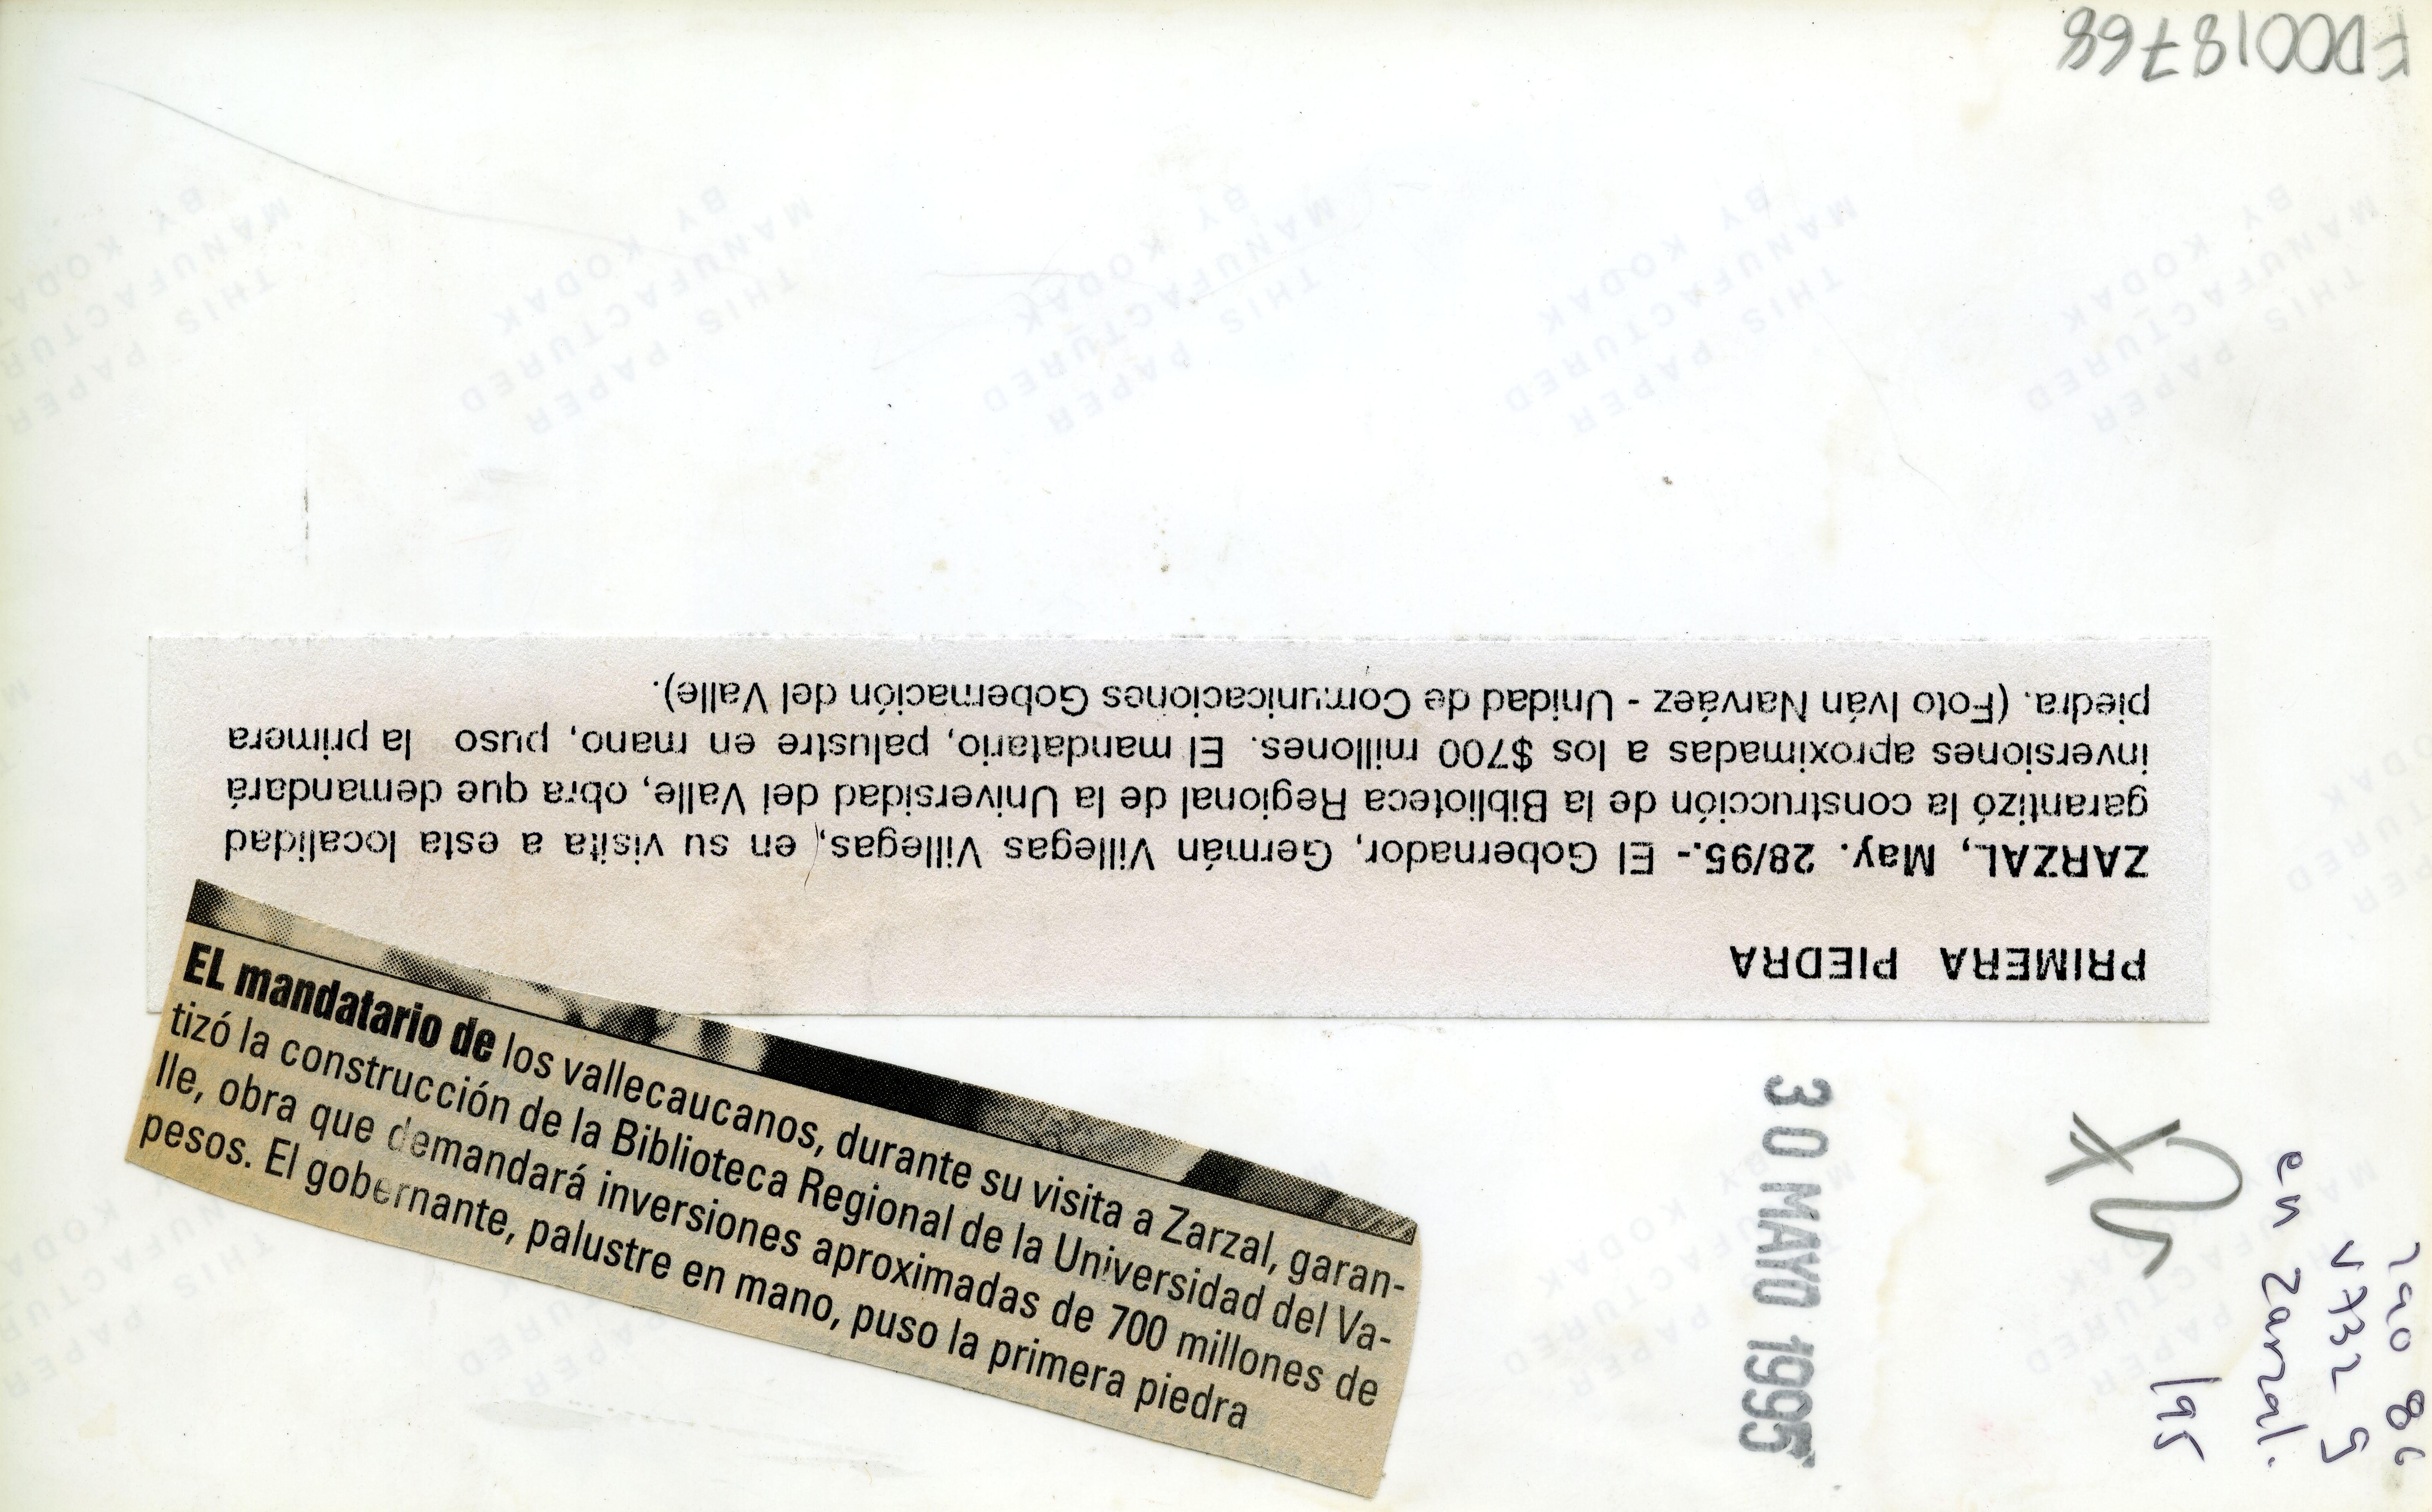 FD0018768
PRIMERA PIEDRA
ZARZAL, May. 28/95.- El Gobernador, Germán Villegas Villegas, en su visita a esta localidad
garantizó la construcción de la Biblioteca Regional de la Universidad del Valle, obra que demandará
inversiones aproximadas a los $700 millones. El mandatario, palustre en mano, puso la primera
piedra. (Foto Iván Narváez - Unidad de Comunicaciones Gobernación del Valle).
EL mandatario de los vallecaucanos, durante su visita a Zarzal, garan-
tizó la construcción de la Biblioteca Regional de la Universidad del Va-
lle, obra que demandará inversiones aproximadas de 700 millones de
pesos. El gobernante, palustre en mano, puso la primera piedra
30 MAYO 1995
V732 g
en Zarzal.
195
THIS PAPER
MANUFACTURED
BY KODAK